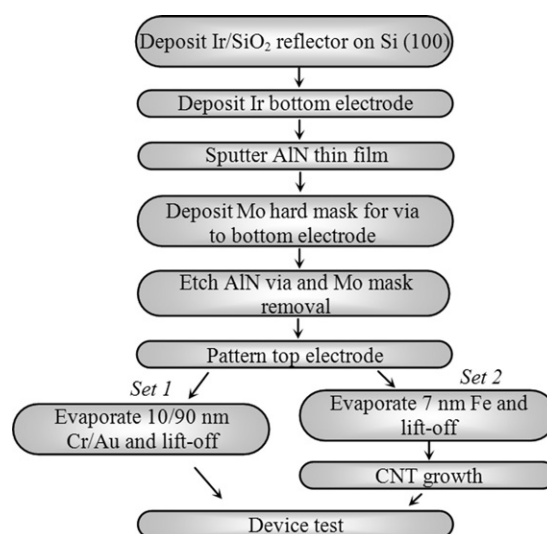 Deposit Ir/SiO₂ reflector on Si (100)
Deposit Ir bottom electrode
Sputter AlN thin film
Deposit Mo hard mask for via
to bottom electrode
Etch AlN via and Mo mask
removal
Pattern top electrode
Set 1
Evaporate 10/90 nm
Cr/Au and lift-off
Set 2
Evaporate 7 nm Fe and
lift-off
CNT growth
Device test